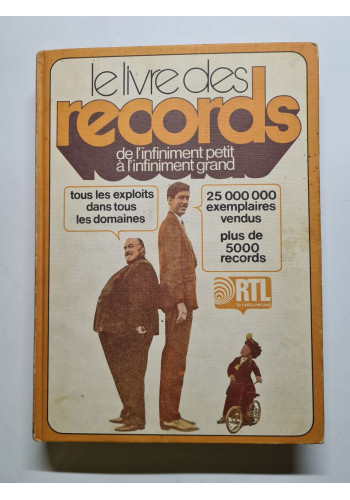 le livre des
records
de l'infiniment petit
à l'infiniment grand
tous les exploits
dans tous
les domaines
25 000 000
exemplaires
vendus
plus de
5000
records
RTL